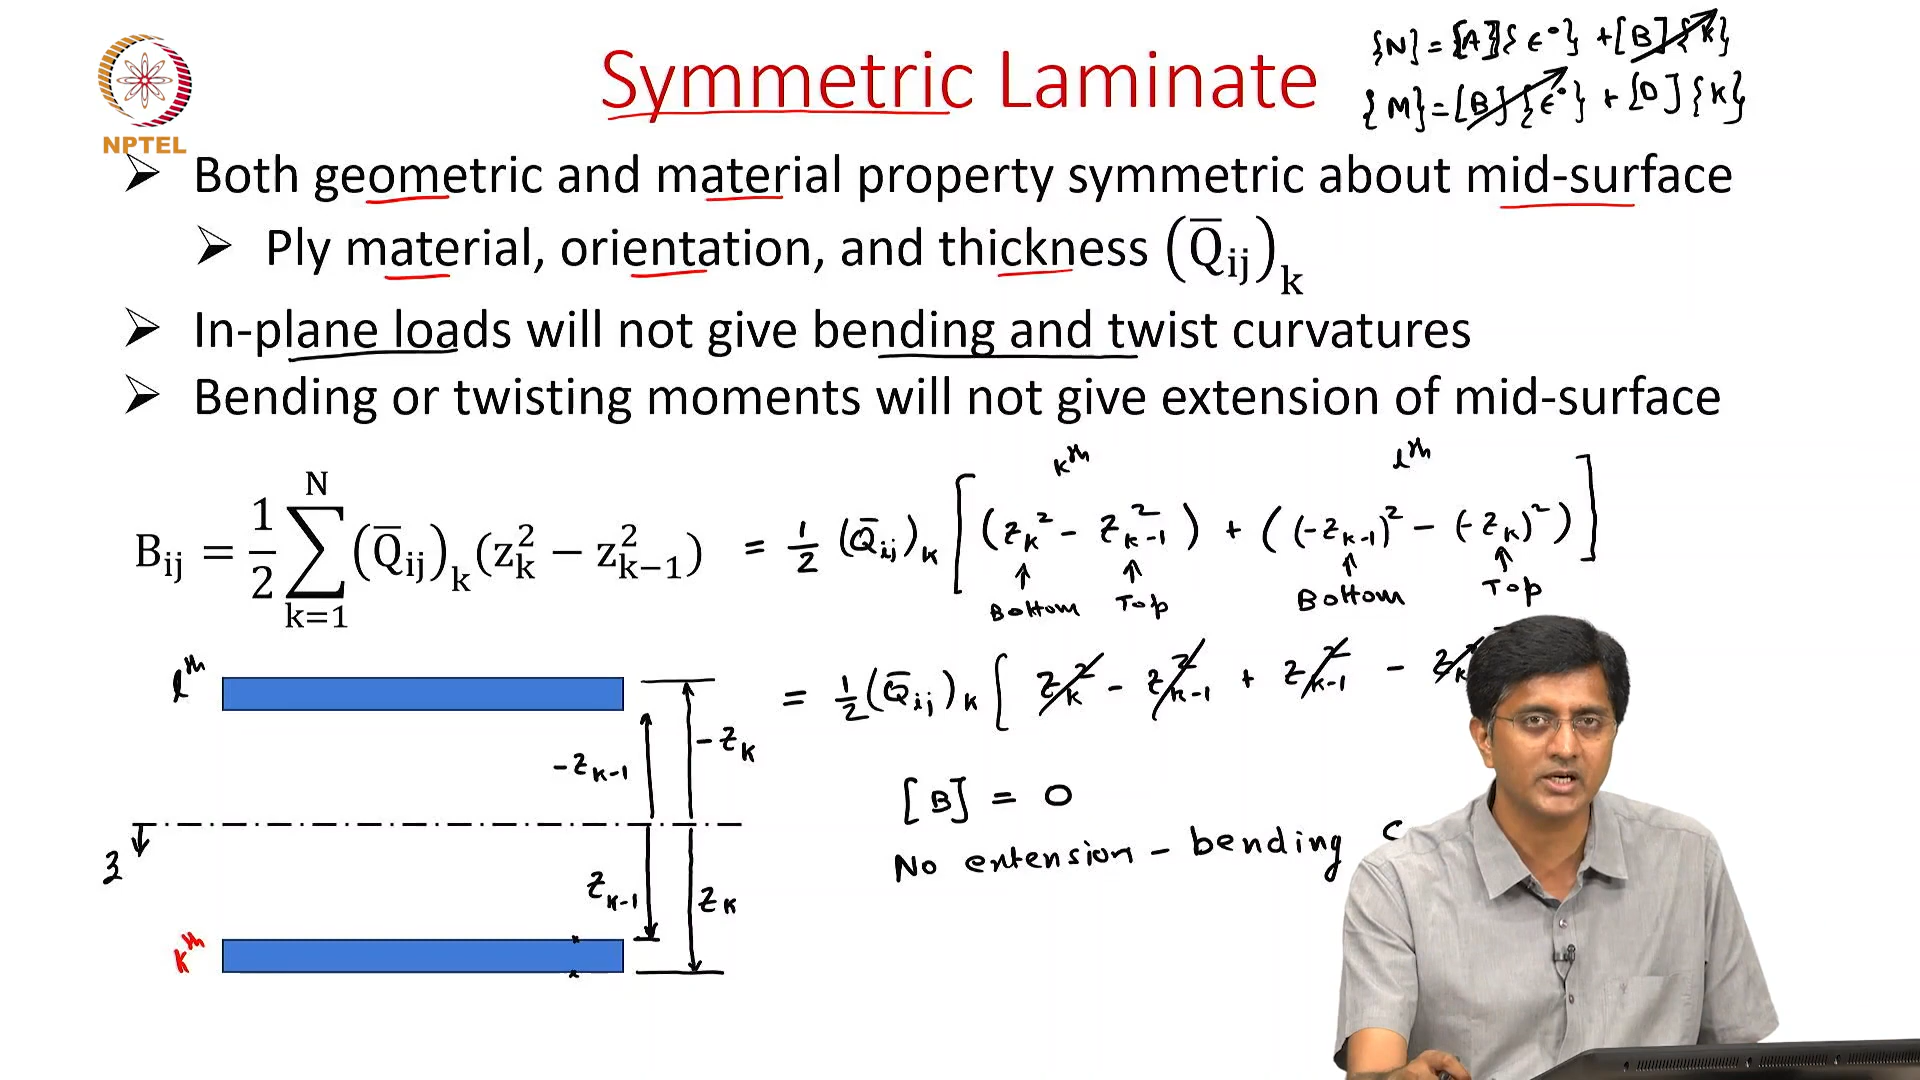 {N} = [A]{ϵ°} + [B]{K}
Symmetric Laminate
{M} = [B]{ϵ°} + [D]{K}
NPTEL
➢ Both geometric and material property symmetric about mid-surface
➢ Ply material, orientation, and thickness (Q̅ij)k
➢ In-plane loads will not give bending and twist curvatures
➢ Bending or twisting moments will not give extension of mid-surface
kth lth
Bij = 1/2 ∑k=1^N (Q̅ij)k (zk² − zk−1²) = 1/2 (Q̅ij)k [(zk² − zk-1²) + ((-zk-1)² − (-zk)²)]
Bottom Top Bottom Top
= 1/2 (Q̅ij)k [ zk² − zk-1² + zk-1² − zk
lth
-zk
-zk-1
[B] = 0
No extension - bending c
3
zk-1 zk
kth